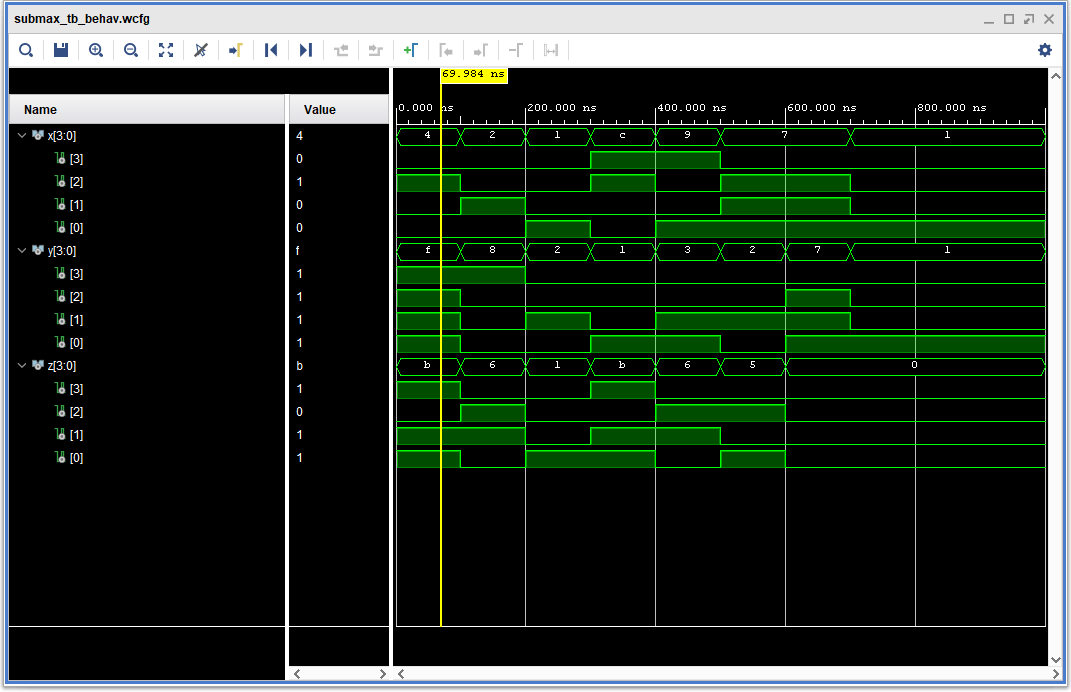 submax_tb_behav.wcfg
69.984 ns
0.000 ns 200.000 ns 400.000 ns 600.000 ns 800.000 ns
Name Value
x[3:0] 4 4 2 1 c 9 7 1
[3] 0
[2] 1
[1] 0
[0] 0
y[3:0] f f 8 2 1 3 2 7 1
[3] 1
[2] 1
[1] 1
[0] 1
z[3:0] b b 6 1 b 6 5 0
[3] 1
[2] 0
[1] 1
[0] 1